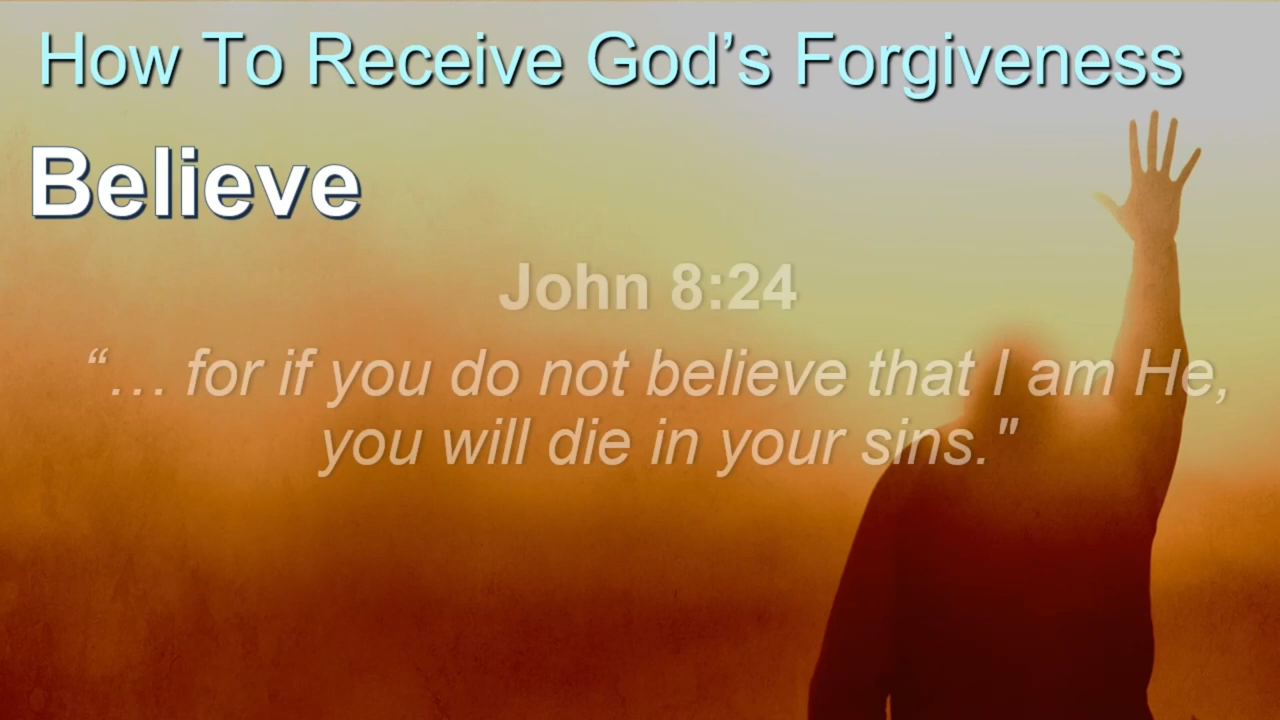 How To Receive God’s Forgiveness
Believe
John 8:24
“… for if you do not believe that I am He,
you will die in your sins."